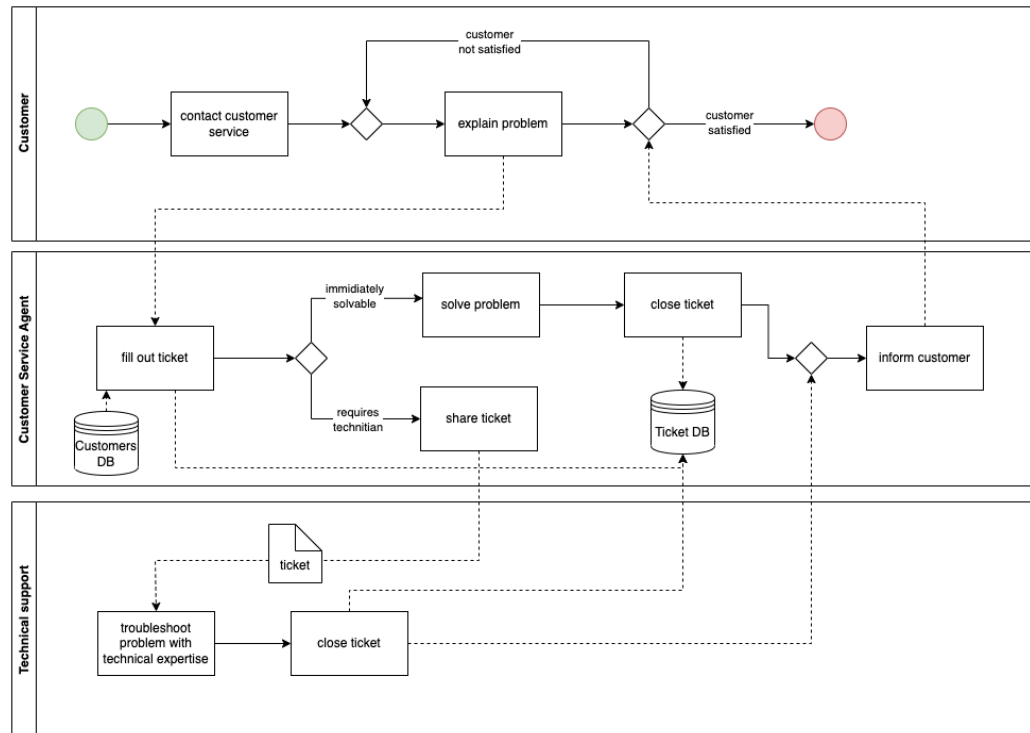 Customer
customer
not satisfied
contact customer
service
explain problem
customer
satisfied
Customer Service Agent
immidiately
solvable
solve problem
close ticket
fill out ticket
inform customer
requires
technitian
share ticket
Customers
DB
Ticket DB
Technical support
ticket
troubleshoot
problem with
technical expertise
close ticket